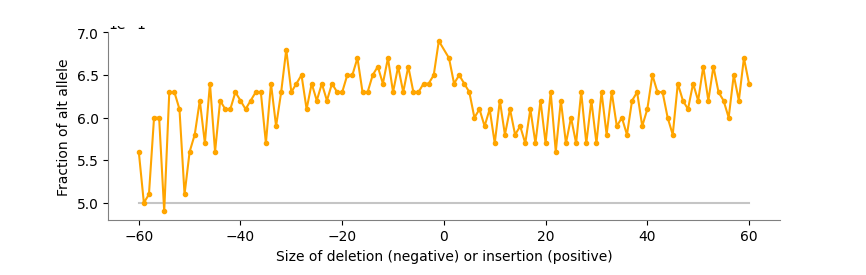 7.0
6.5
6.0
5.5
5.0
Fraction of alt allele
−60 −40 −20 0 20 40 60
Size of deletion (negative) or insertion (positive)